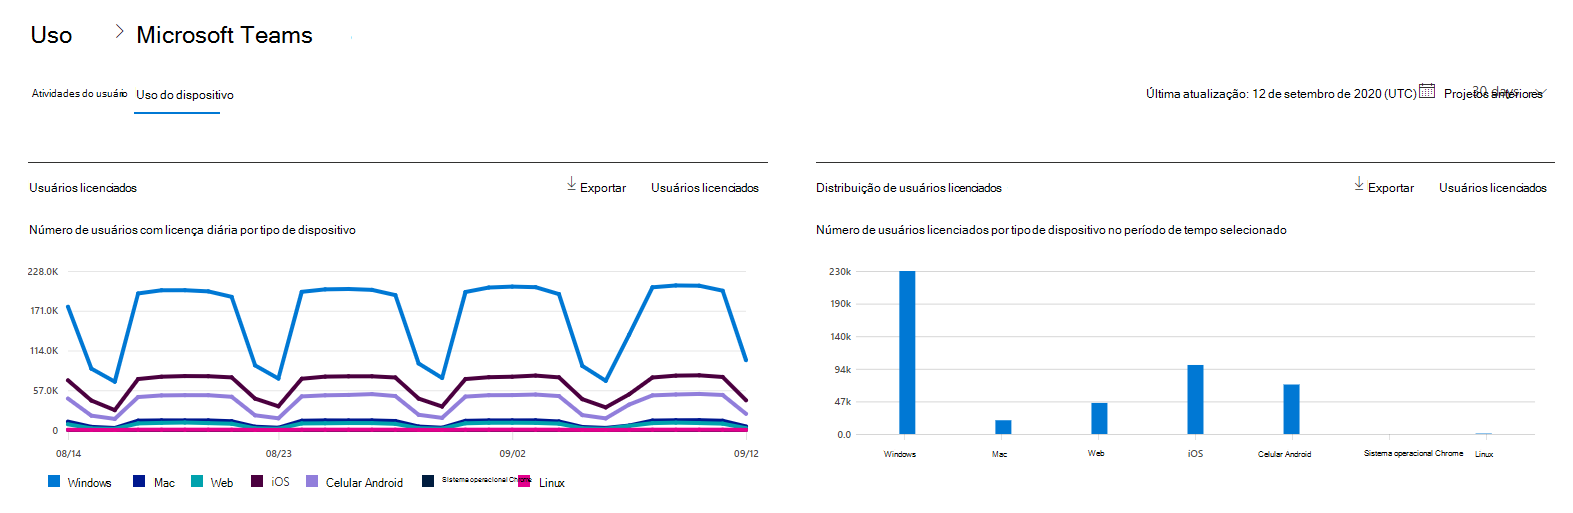 Uso > Microsoft Teams
Atividades do usuário Uso do dispositivo
Última atualização: 12 de setembro de 2020 (UTC) Projetos anteriores 30 days
Usuários licenciados Exportar Usuários licenciados
Número de usuários com licença diária por tipo de dispositivo
228.0K
171.0K
114.0K
57.0K
0
08/14 08/23 09/02 09/12
Windows Mac Web iOS Celular Android Sistema operacional Chrome Linux
Distribuição de usuários licenciados Exportar Usuários licenciados
Número de usuários licenciados por tipo de dispositivo no período de tempo selecionado
230k
190k
140k
94k
47k
0.0
Windows Mac Web iOS Celular Android Sistema operacional Chrome Linux